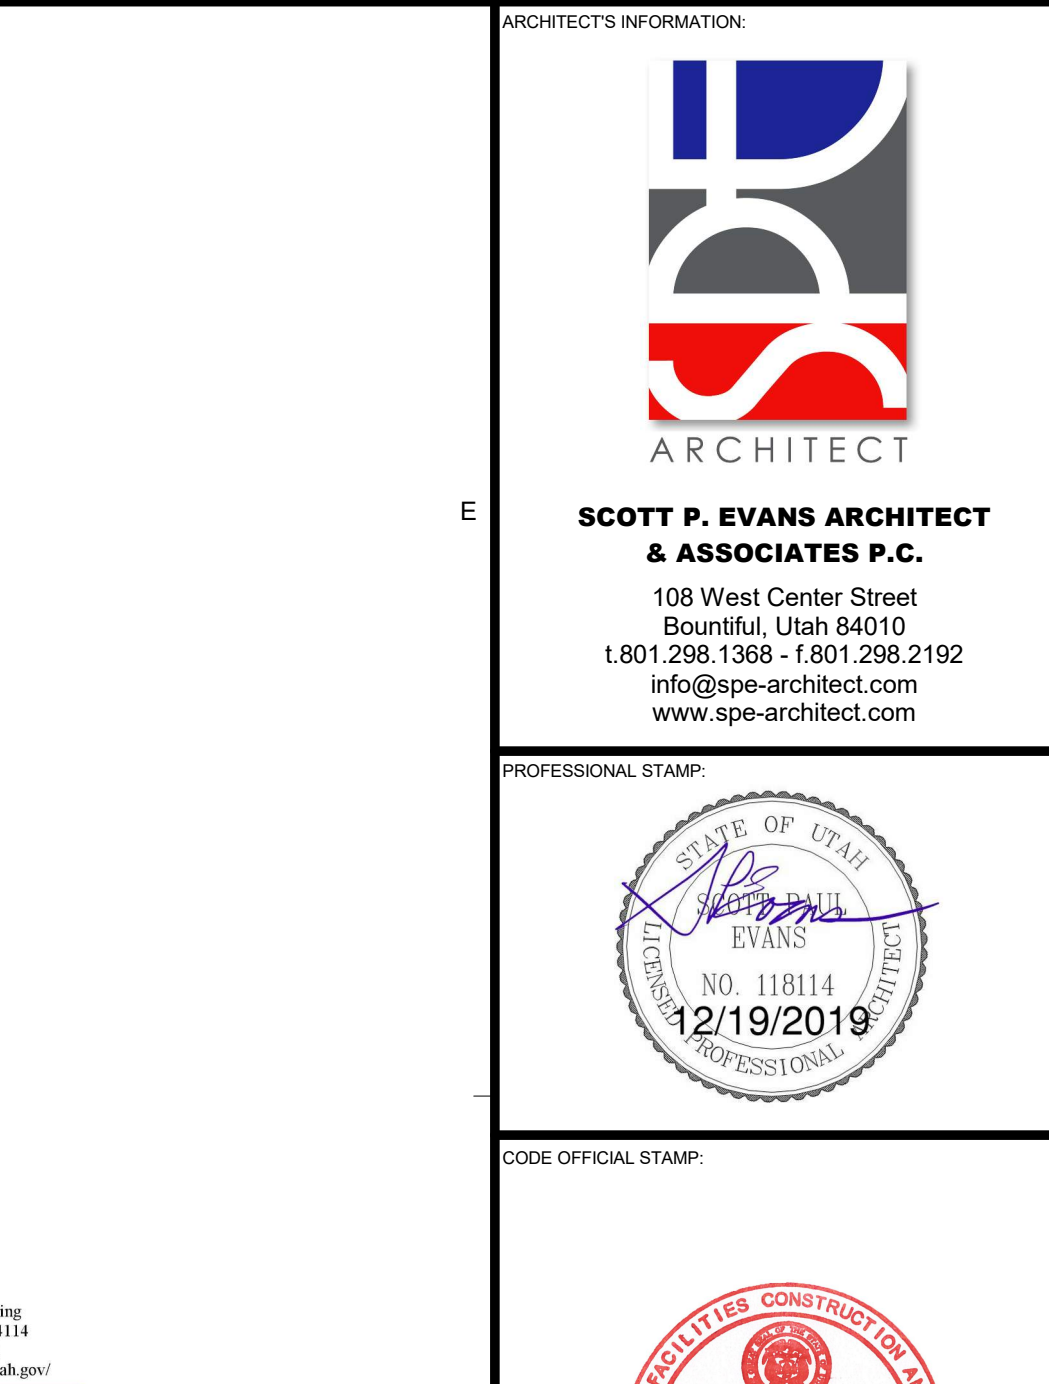 ARCHITECT'S INFORMATION:
ARCHITECT
E
SCOTT P. EVANS ARCHITECT
& ASSOCIATES P.C.
108 West Center Street
Bountiful, Utah 84010
t.801.298.1368 - f.801.298.2192
info@spe-architect.com
www.spe-architect.com
PROFESSIONAL STAMP:
STATE OF UTAH
SCOTT PAUL
EVANS
NO. 118114
12/19/2019
LICENSED PROFESSIONAL ARCHITECT
CODE OFFICIAL STAMP:
FACILITIES CONSTRUCTION
ing
4114
ah.gov/